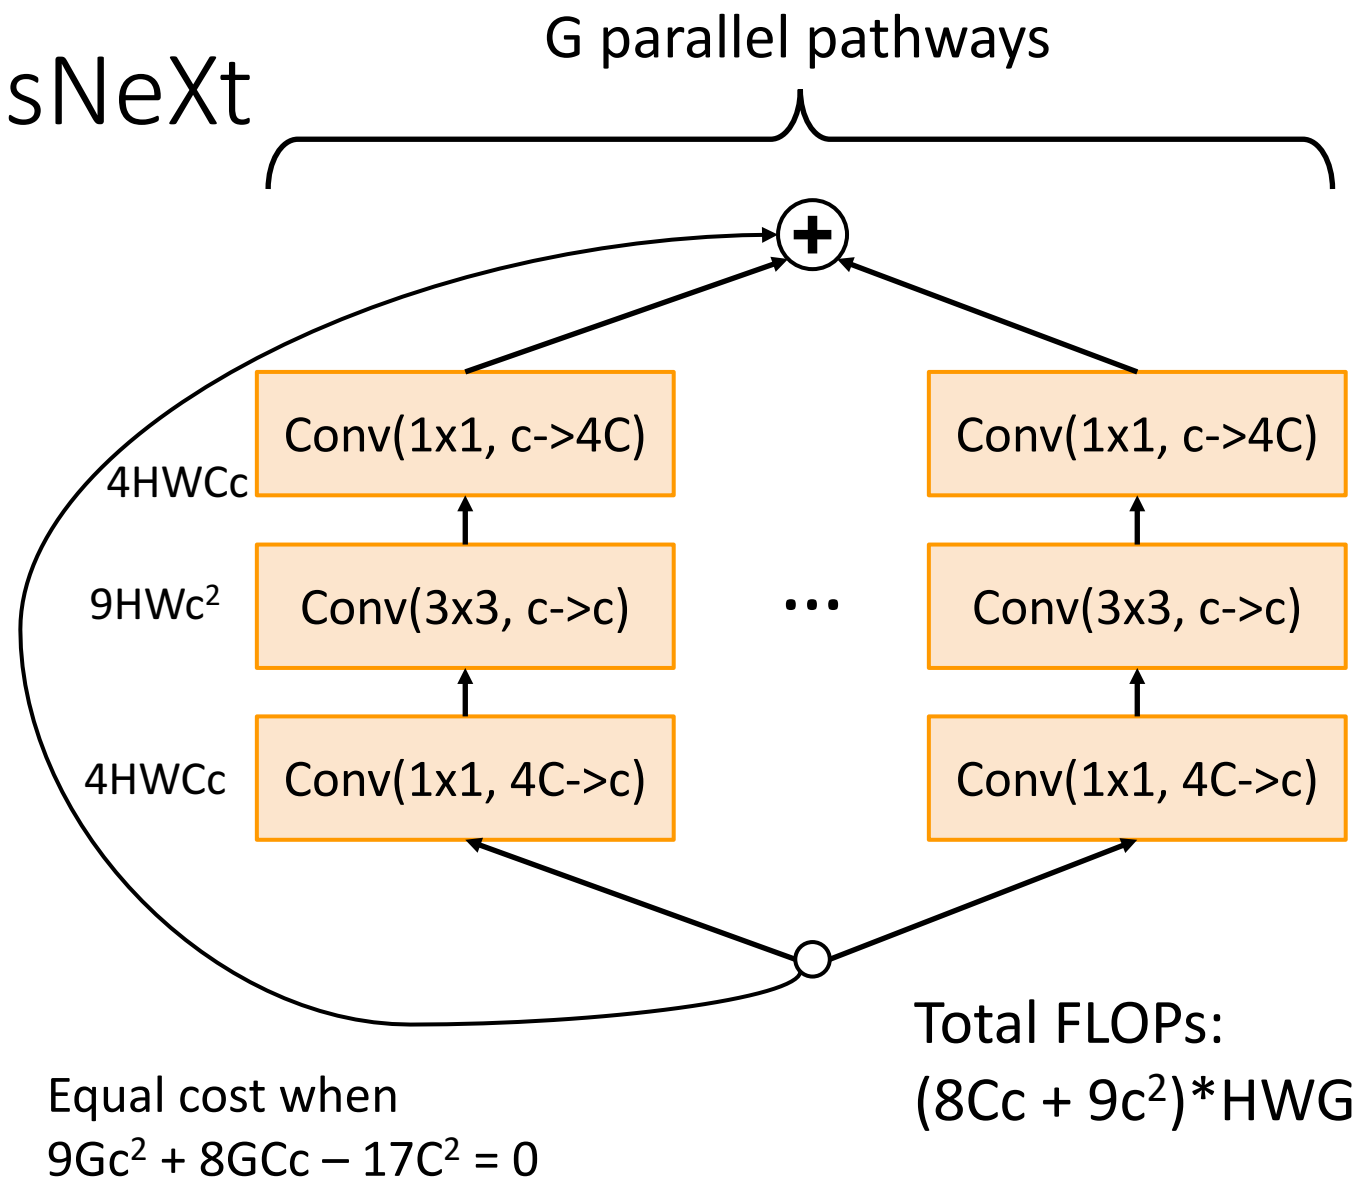 G parallel pathways
sNeXt
+
Conv(1x1, c->4C)
Conv(1x1, c->4C)
4HWCc
9HWc²
Conv(3x3, c->c)
...
Conv(3x3, c->c)
4HWCc
Conv(1x1, 4C->c)
Conv(1x1, 4C->c)
Total FLOPs:
(8Cc + 9c²)*HWG
Equal cost when
9Gc² + 8GCc – 17C² = 0